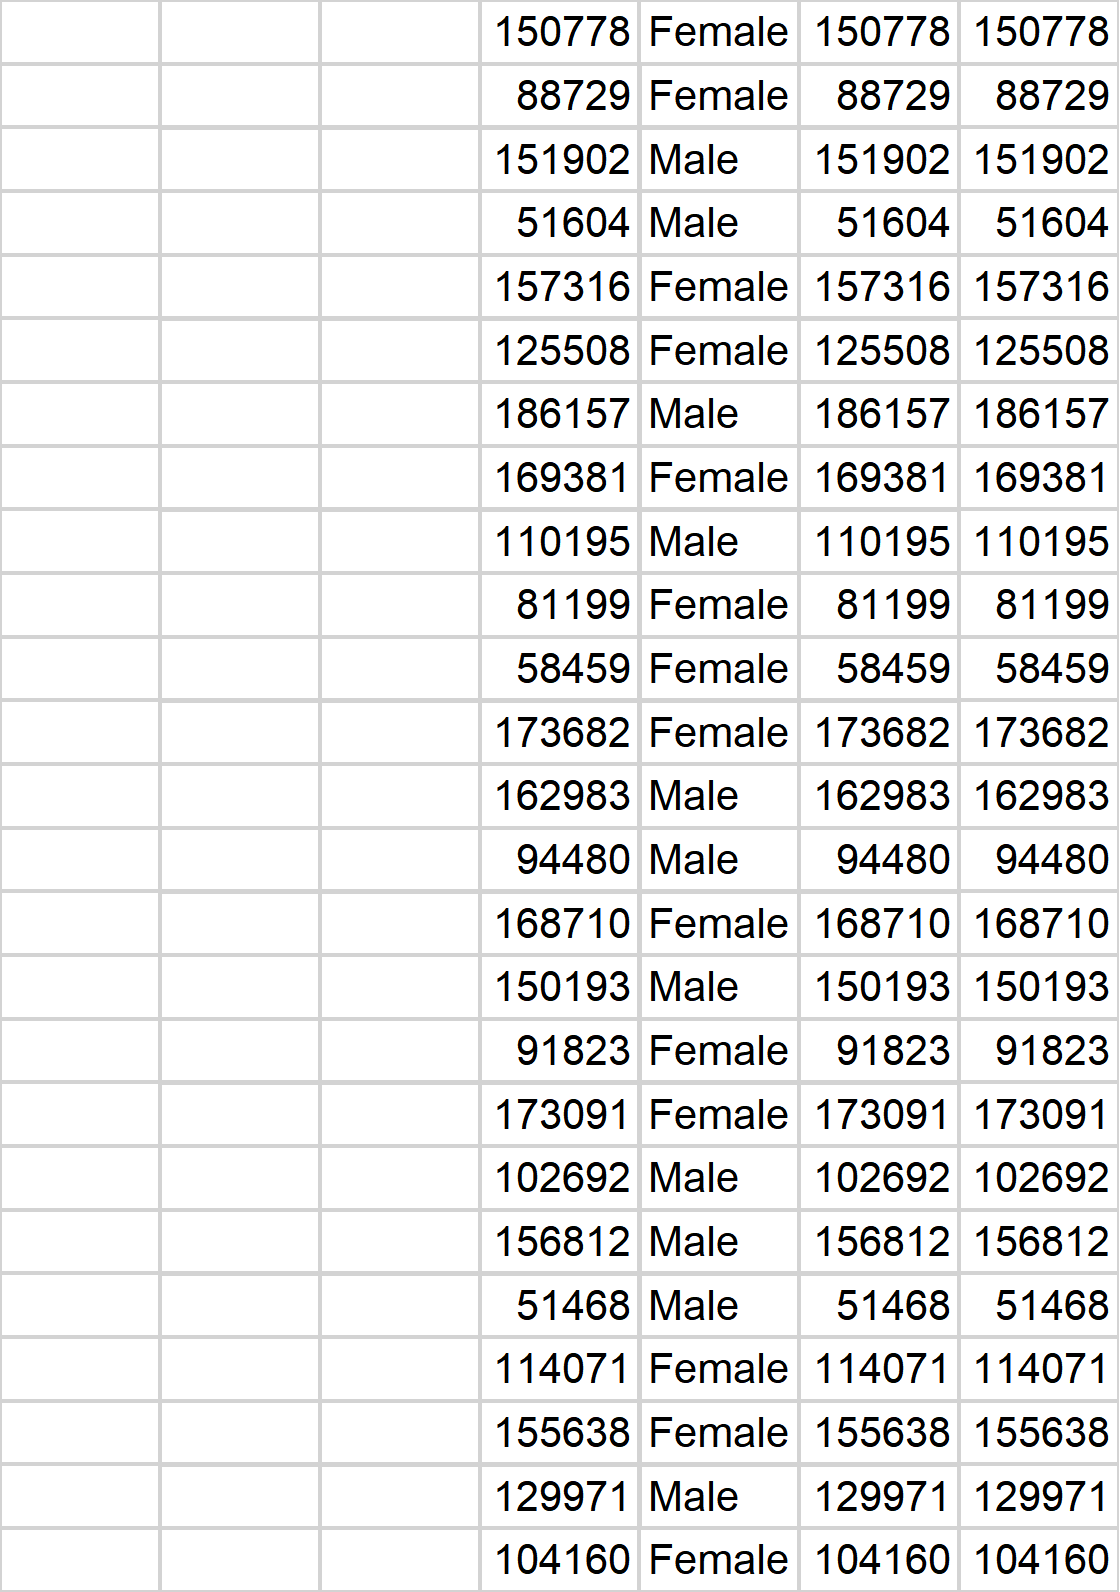 150778 Female 150778 150778
88729 Female 88729 88729
151902 Male 151902 151902
51604 Male 51604 51604
157316 Female 157316 157316
125508 Female 125508 125508
186157 Male 186157 186157
169381 Female 169381 169381
110195 Male 110195 110195
81199 Female 81199 81199
58459 Female 58459 58459
173682 Female 173682 173682
162983 Male 162983 162983
94480 Male 94480 94480
168710 Female 168710 168710
150193 Male 150193 150193
91823 Female 91823 91823
173091 Female 173091 173091
102692 Male 102692 102692
156812 Male 156812 156812
51468 Male 51468 51468
114071 Female 114071 114071
155638 Female 155638 155638
129971 Male 129971 129971
104160 Female 104160 104160